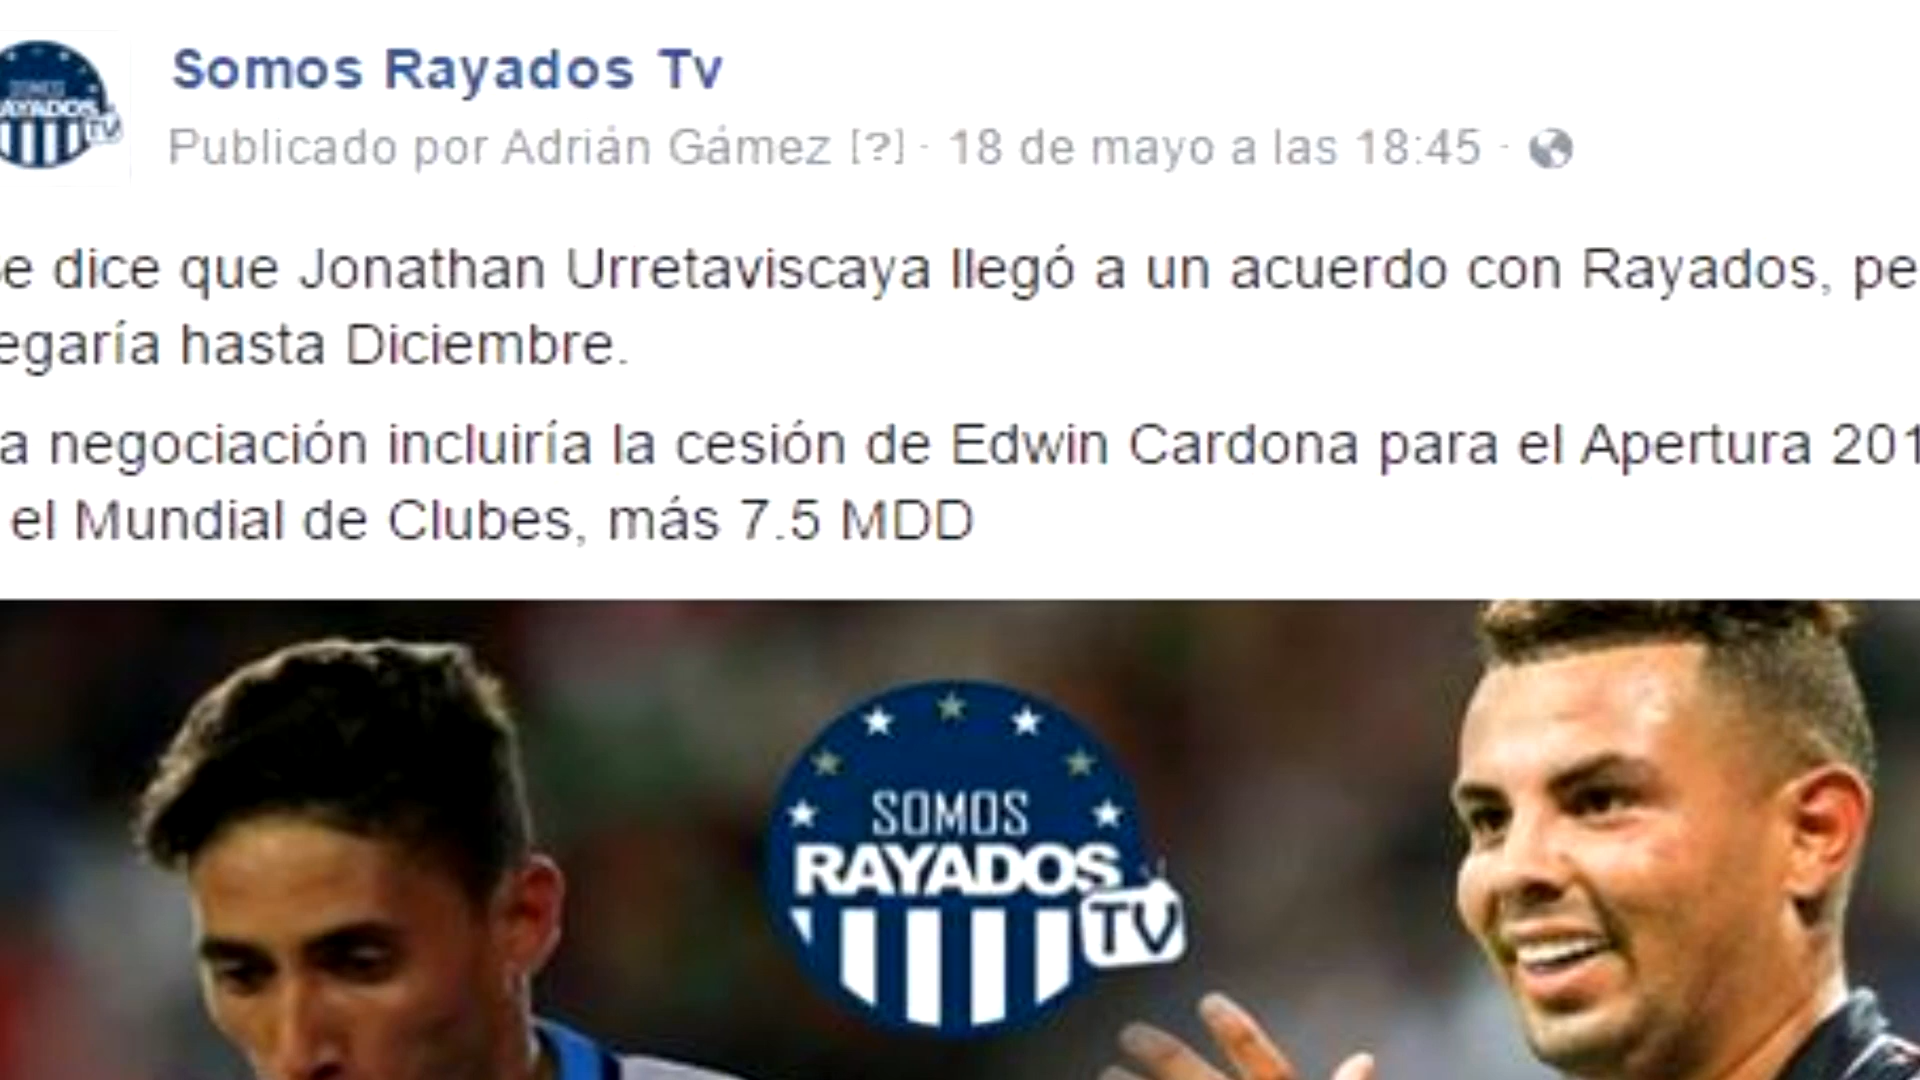 Somos Rayados Tv
Publicado por Adrián Gámez [?] · 18 de mayo a las 18:45 ·
e dice que Jonathan Urretaviscaya llegó a un acuerdo con Rayados, pe
egaría hasta Diciembre.
a negociación incluiría la cesión de Edwin Cardona para el Apertura 201
el Mundial de Clubes, más 7.5 MDD
SOMOS
RAYADOS
TV